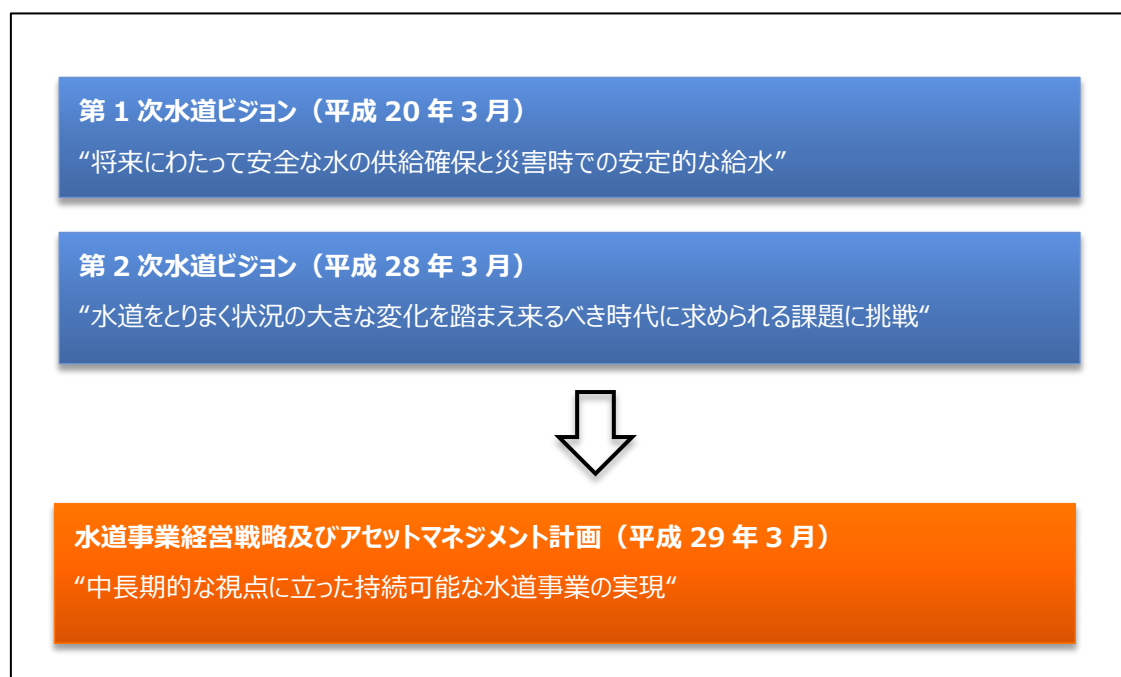 第 1 次水道ビジョン（平成 20 年 3 月）
“将来にわたって安全な水の供給確保と災害時での安定的な給水”
第 2 次水道ビジョン（平成 28 年 3 月）
“水道をとりまく状況の大きな変化を踏まえ来るべき時代に求められる課題に挑戦“
水道事業経営戦略及びアセットマネジメント計画（平成 29 年 3 月）
“中長期的な視点に立った持続可能な水道事業の実現“